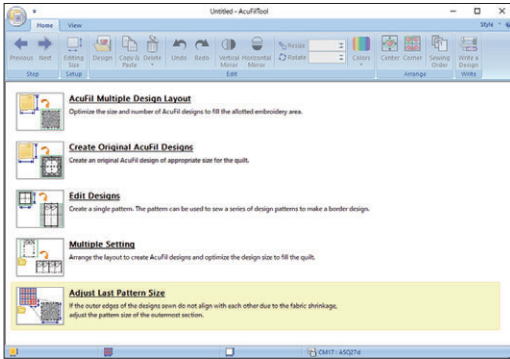 Untitled - AcuFilTool
Home View Style
Previous Next Editing Size Design Copy & Paste Delete Undo Redo Vertical Mirror Horizontal Mirror Resize Rotate Colors Center Corner Sewing Order Write a Design
Step Setup Edit Arrange Write
AcuFil Multiple Design Layout
Optimize the size and number of AcuFil designs to fill the allotted embroidery area.
Create Original AcuFil Designs
Create an original AcuFil design of appropriate size for the quilt.
Edit Designs
Create a single pattern. The pattern can be used to sew a series of design patterns to make a border design.
Multiple Setting
Arrange the layout to create AcuFil designs and optimize the design size to fill the quilt.
Adjust Last Pattern Size
If the outer edges of the designs sewn do not align with each other due to the fabric shrinkage,
adjust the pattern size of the outermost section.
CM17 : ASQ27d